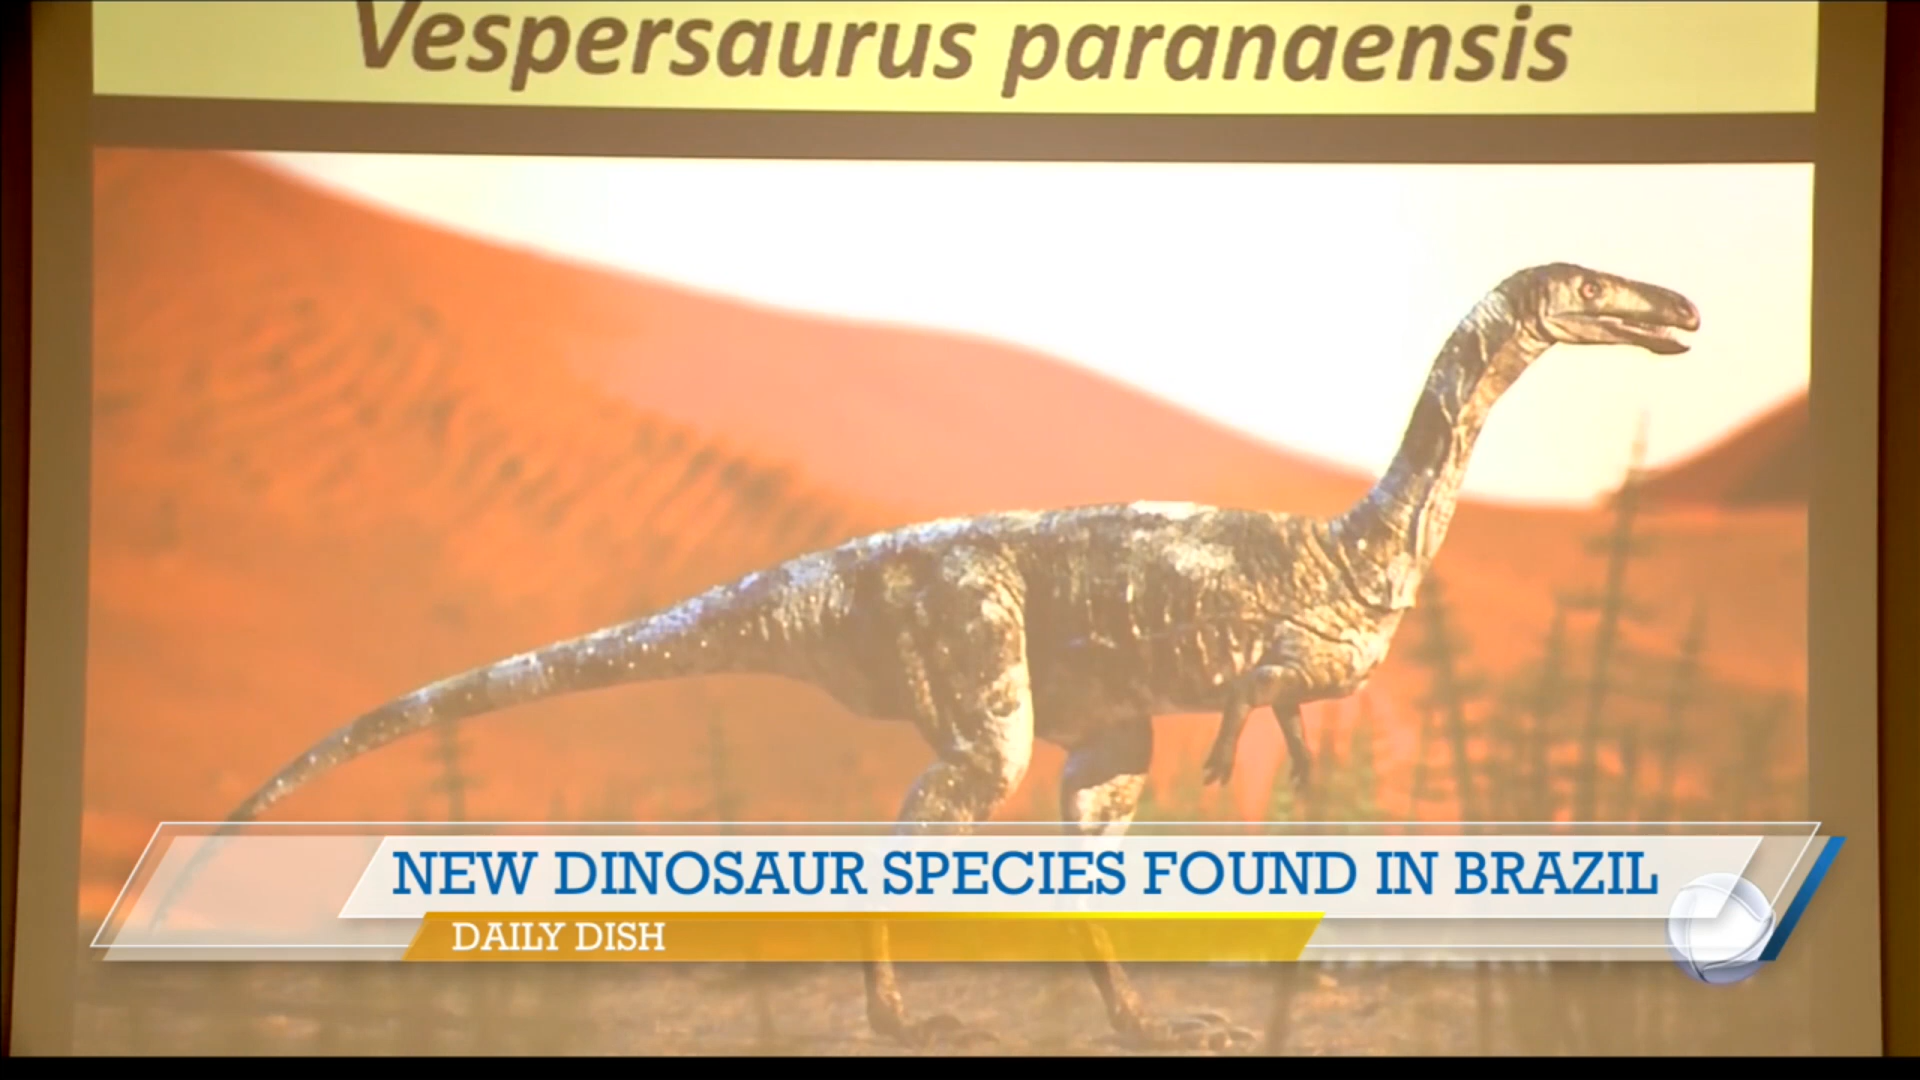 Vespersaurus paranaensis
NEW DINOSAUR SPECIES FOUND IN BRAZIL
DAILY DISH